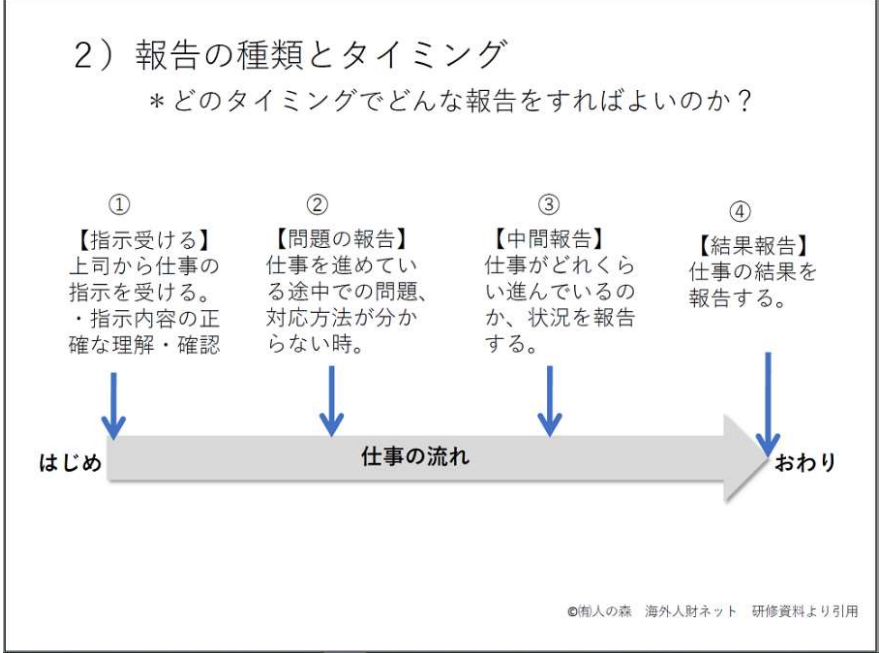 ２）報告の種類とタイミング
＊どのタイミングでどんな報告をすればよいのか？
①
【指示受ける】
上司から仕事の
指示を受ける。
・指示内容の正
確な理解・確認
②
【問題の報告】
仕事を進めてい
る途中での問題、
対応方法が分か
らない時。
③
【中間報告】
仕事がどれくら
い進んでいるの
か、状況を報告
する。
④
【結果報告】
仕事の結果を
報告する。
はじめ
仕事の流れ
おわり
©㈲人の森　海外人財ネット　研修資料より引用